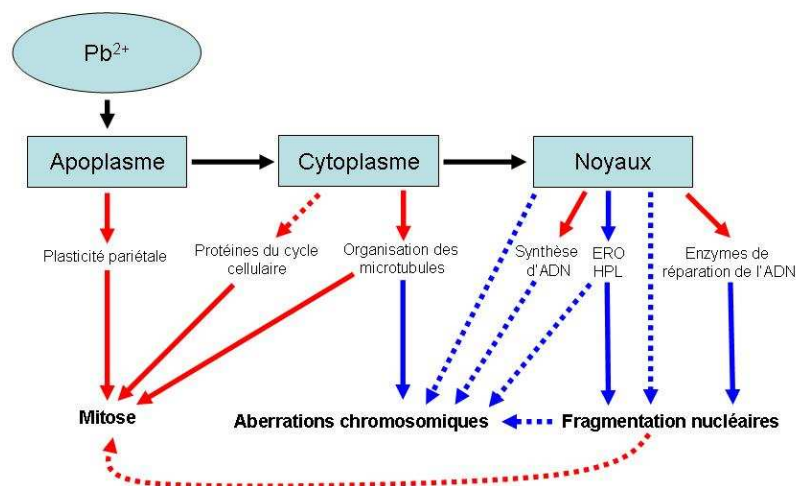 Pb²⁺
Apoplasme
Cytoplasme
Noyaux
Plasticité pariétale
Protéines du cycle
cellulaire
Organisation des
microtubules
Synthèse
d'ADN
ERO
HPL
Enzymes de
réparation de l'ADN
Mitose
Aberrations chromosomiques
Fragmentation nucléaires